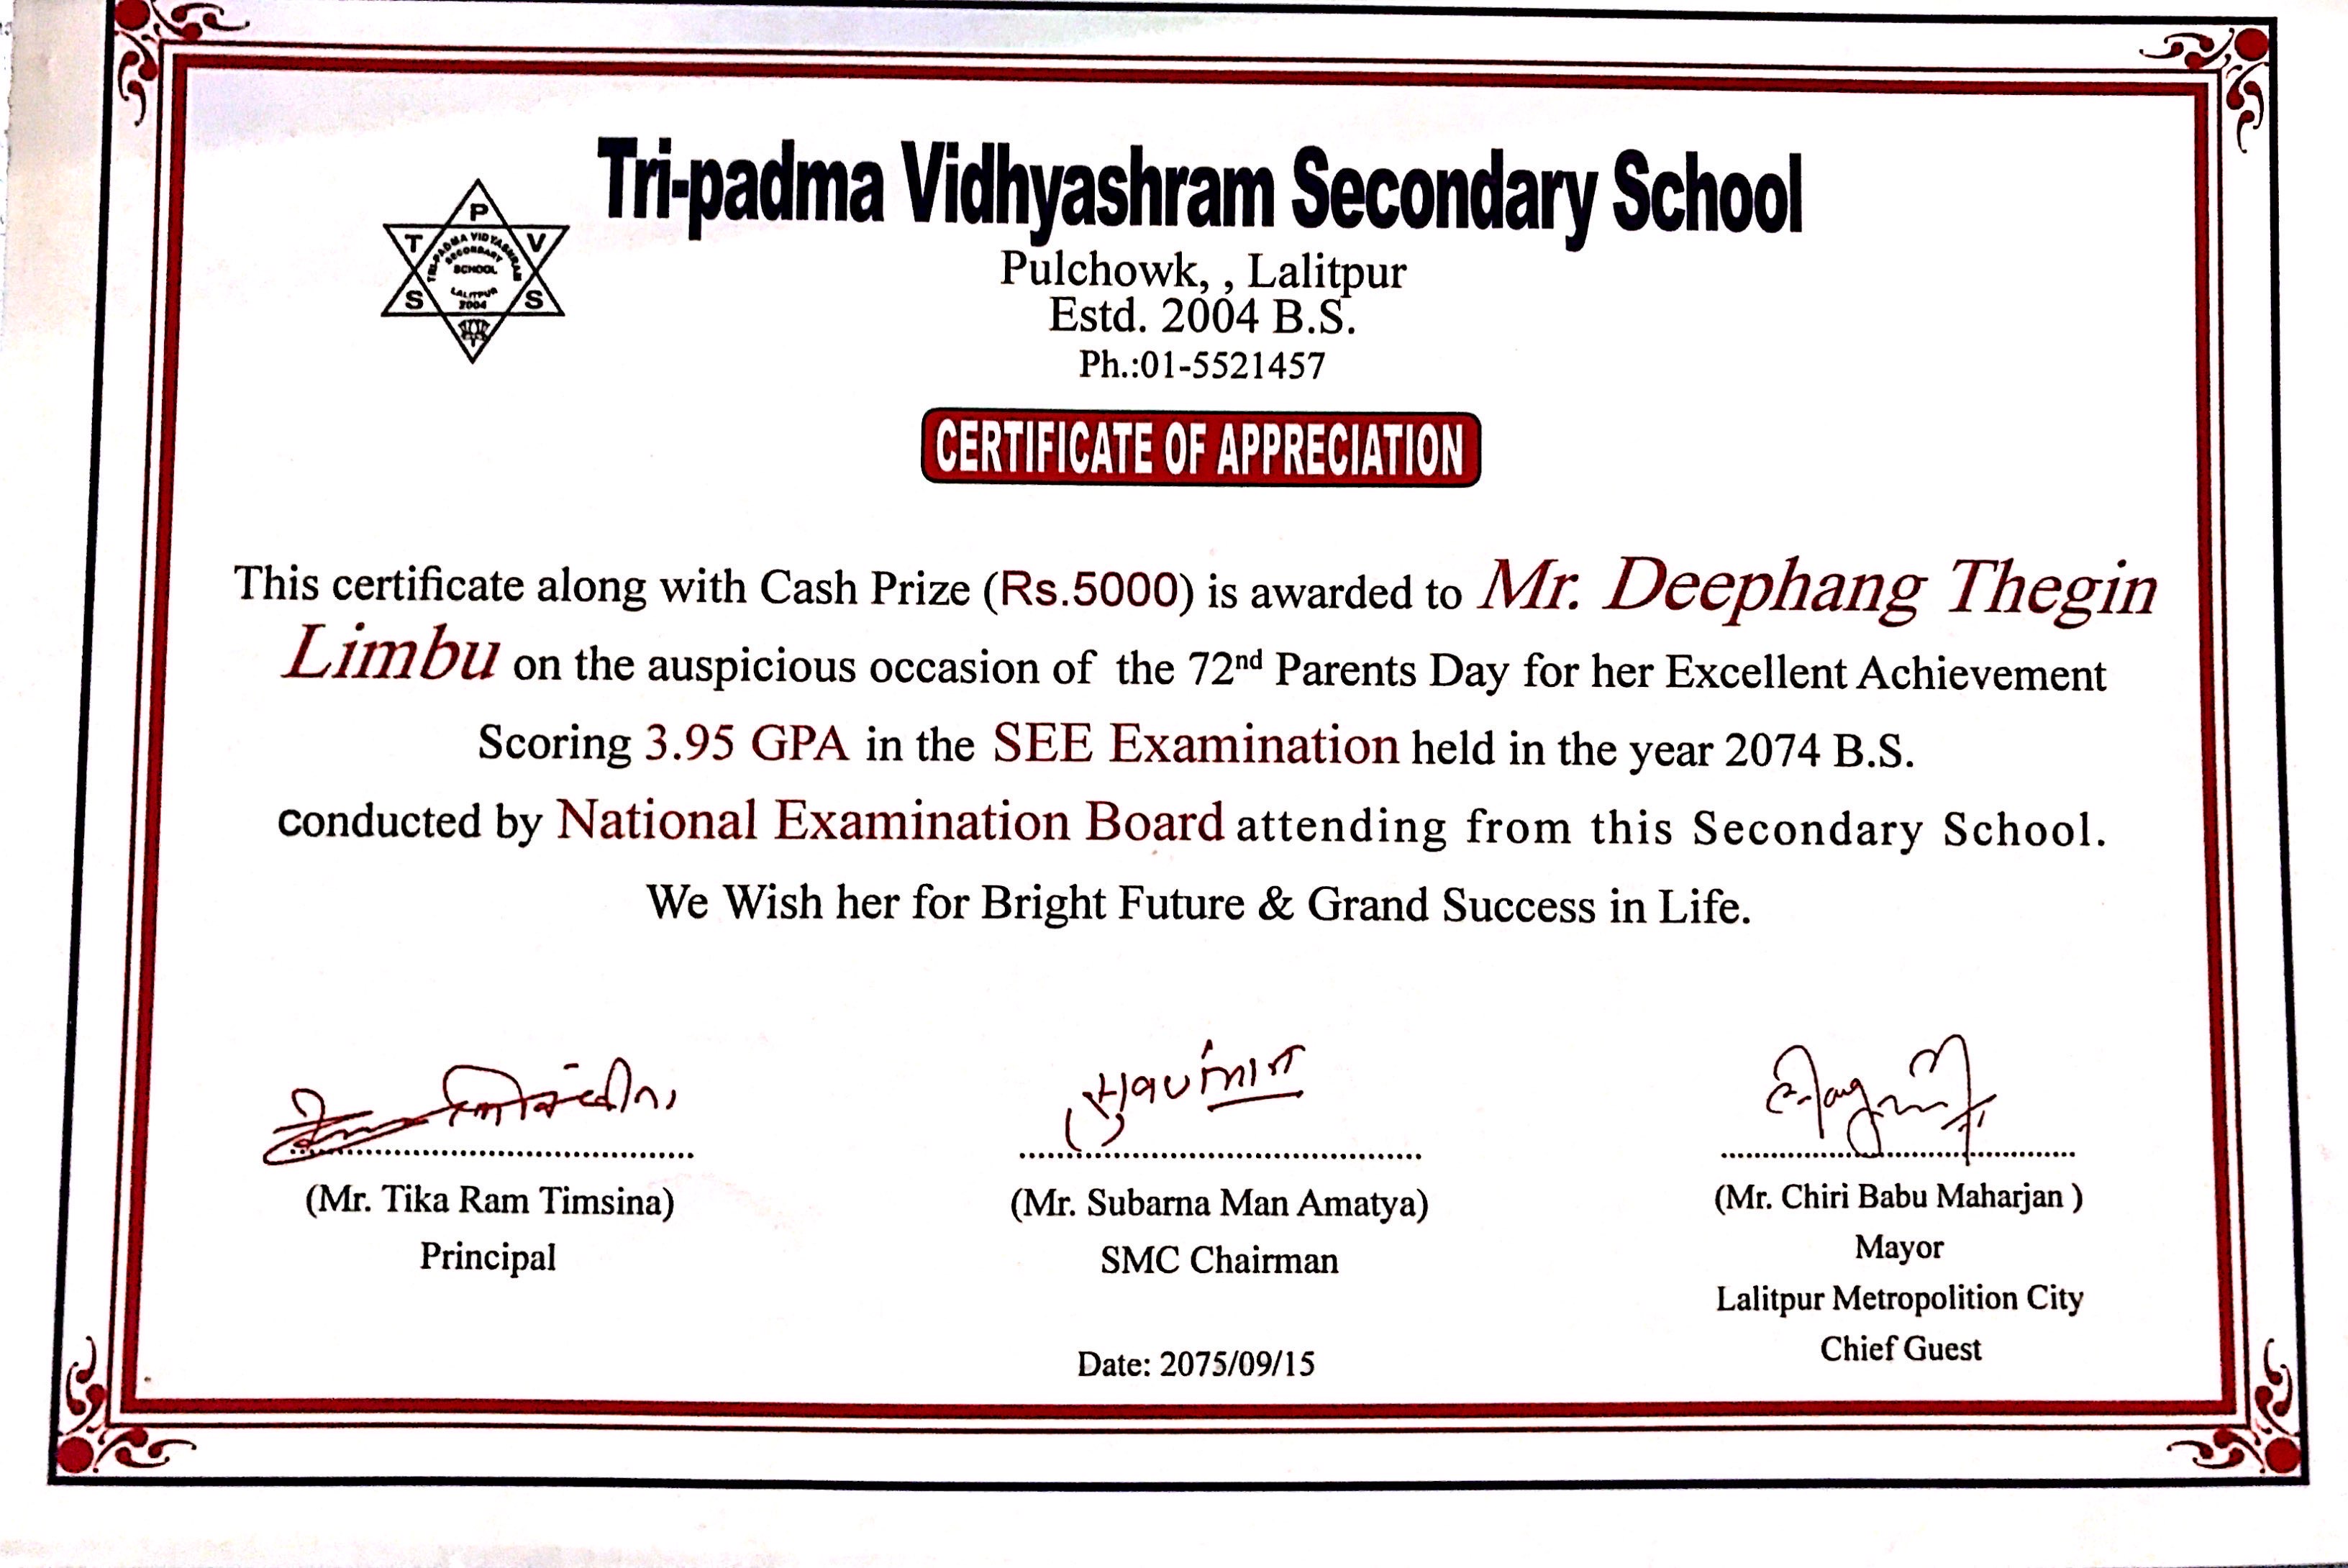 Tri-padma Vidhyashram Secondary School
P
T V
TRI-PADMA VIDYASHRAM
SECONDARY
SCHOOL
LALITPUR
2004
S S
Pulchowk, , Lalitpur
Estd. 2004 B.S.
Ph.:01-5521457
CERTIFICATE OF APPRECIATION
This certificate along with Cash Prize (Rs.5000) is awarded to Mr. Deephang Thegin
Limbu on the auspicious occasion of the 72nd Parents Day for her Excellent Achievement
Scoring 3.95 GPA in the SEE Examination held in the year 2074 B.S.
conducted by National Examination Board attending from this Secondary School.
We Wish her for Bright Future & Grand Success in Life.
(Mr. Tika Ram Timsina)
Principal
(Mr. Subarna Man Amatya)
SMC Chairman
(Mr. Chiri Babu Maharjan )
Mayor
Lalitpur Metropolition City
Chief Guest
Date: 2075/09/15